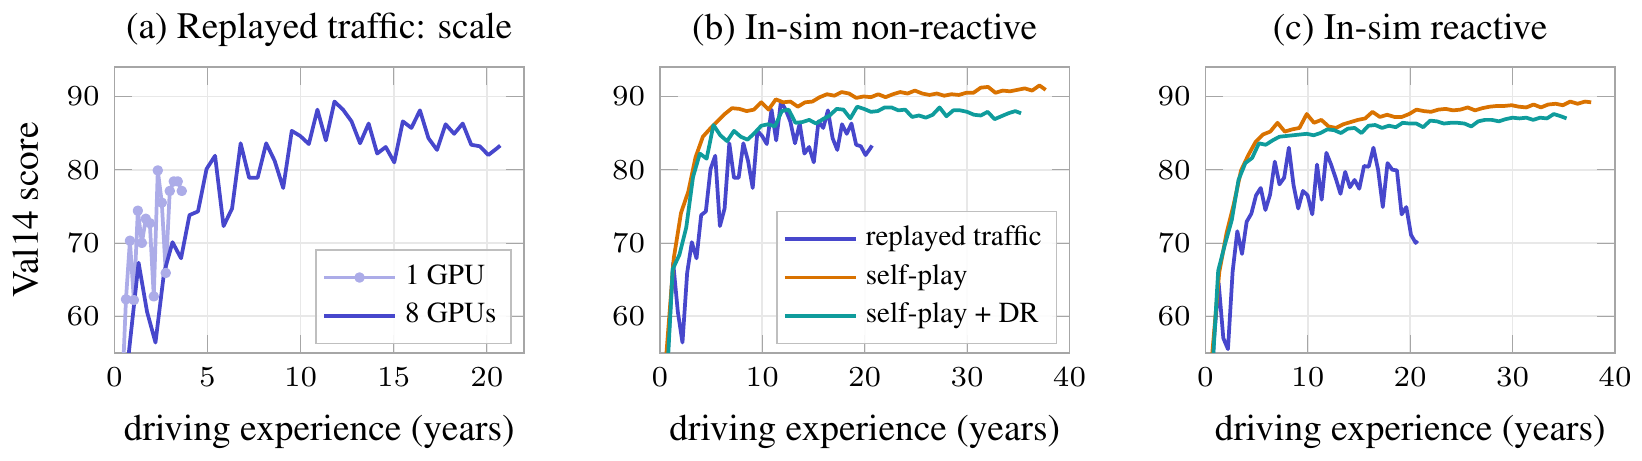 (a) Replayed traffic: scale
Val14 score
90
80
70
60
0 5 10 15 20
1 GPU
8 GPUs
driving experience (years)
(b) In-sim non-reactive
90
80
70
60
0 10 20 30 40
replayed traffic
self-play
self-play + DR
driving experience (years)
(c) In-sim reactive
90
80
70
60
0 10 20 30 40
driving experience (years)